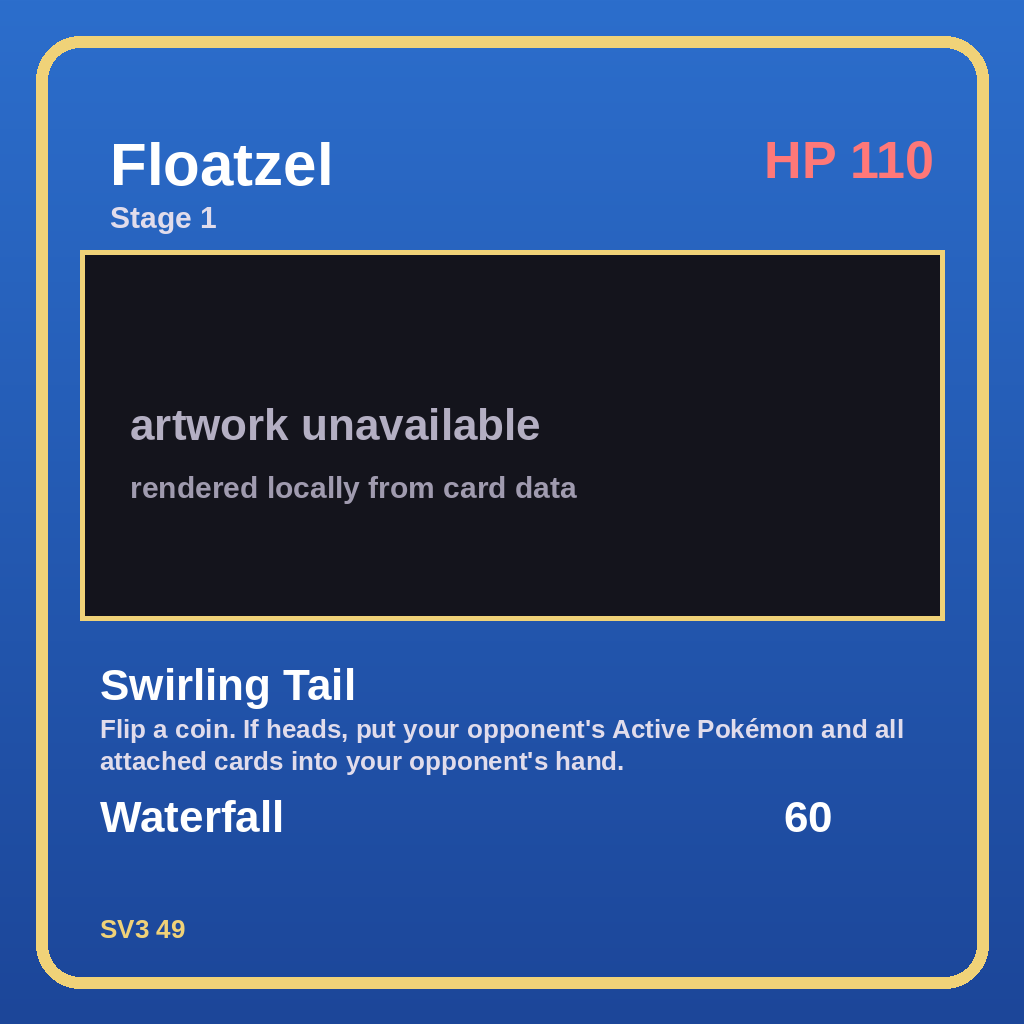 Floatzel
HP 110
Stage 1
artwork unavailable
rendered locally from card data
Swirling Tail
Flip a coin. If heads, put your opponent's Active Pokémon and all
attached cards into your opponent's hand.
Waterfall 60
SV3 49